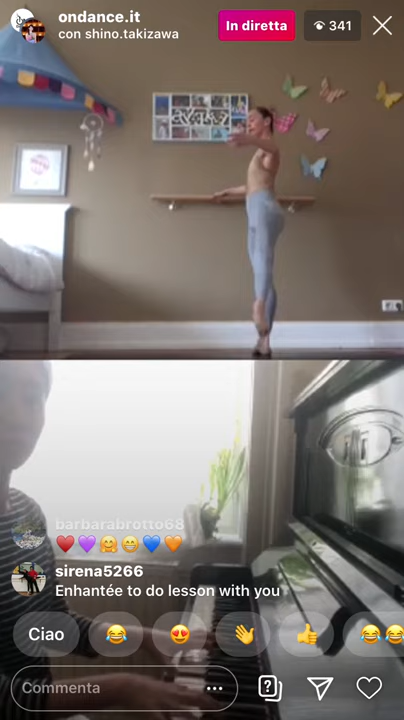 ondance.it
con shino.takizawa
In diretta
341
barbarabrotto68
❤️💜🤗😁💙🧡
sirena5266
Enhantée to do lesson with you
Ciao 😂 😍 👋 👍 😂😂
Commenta